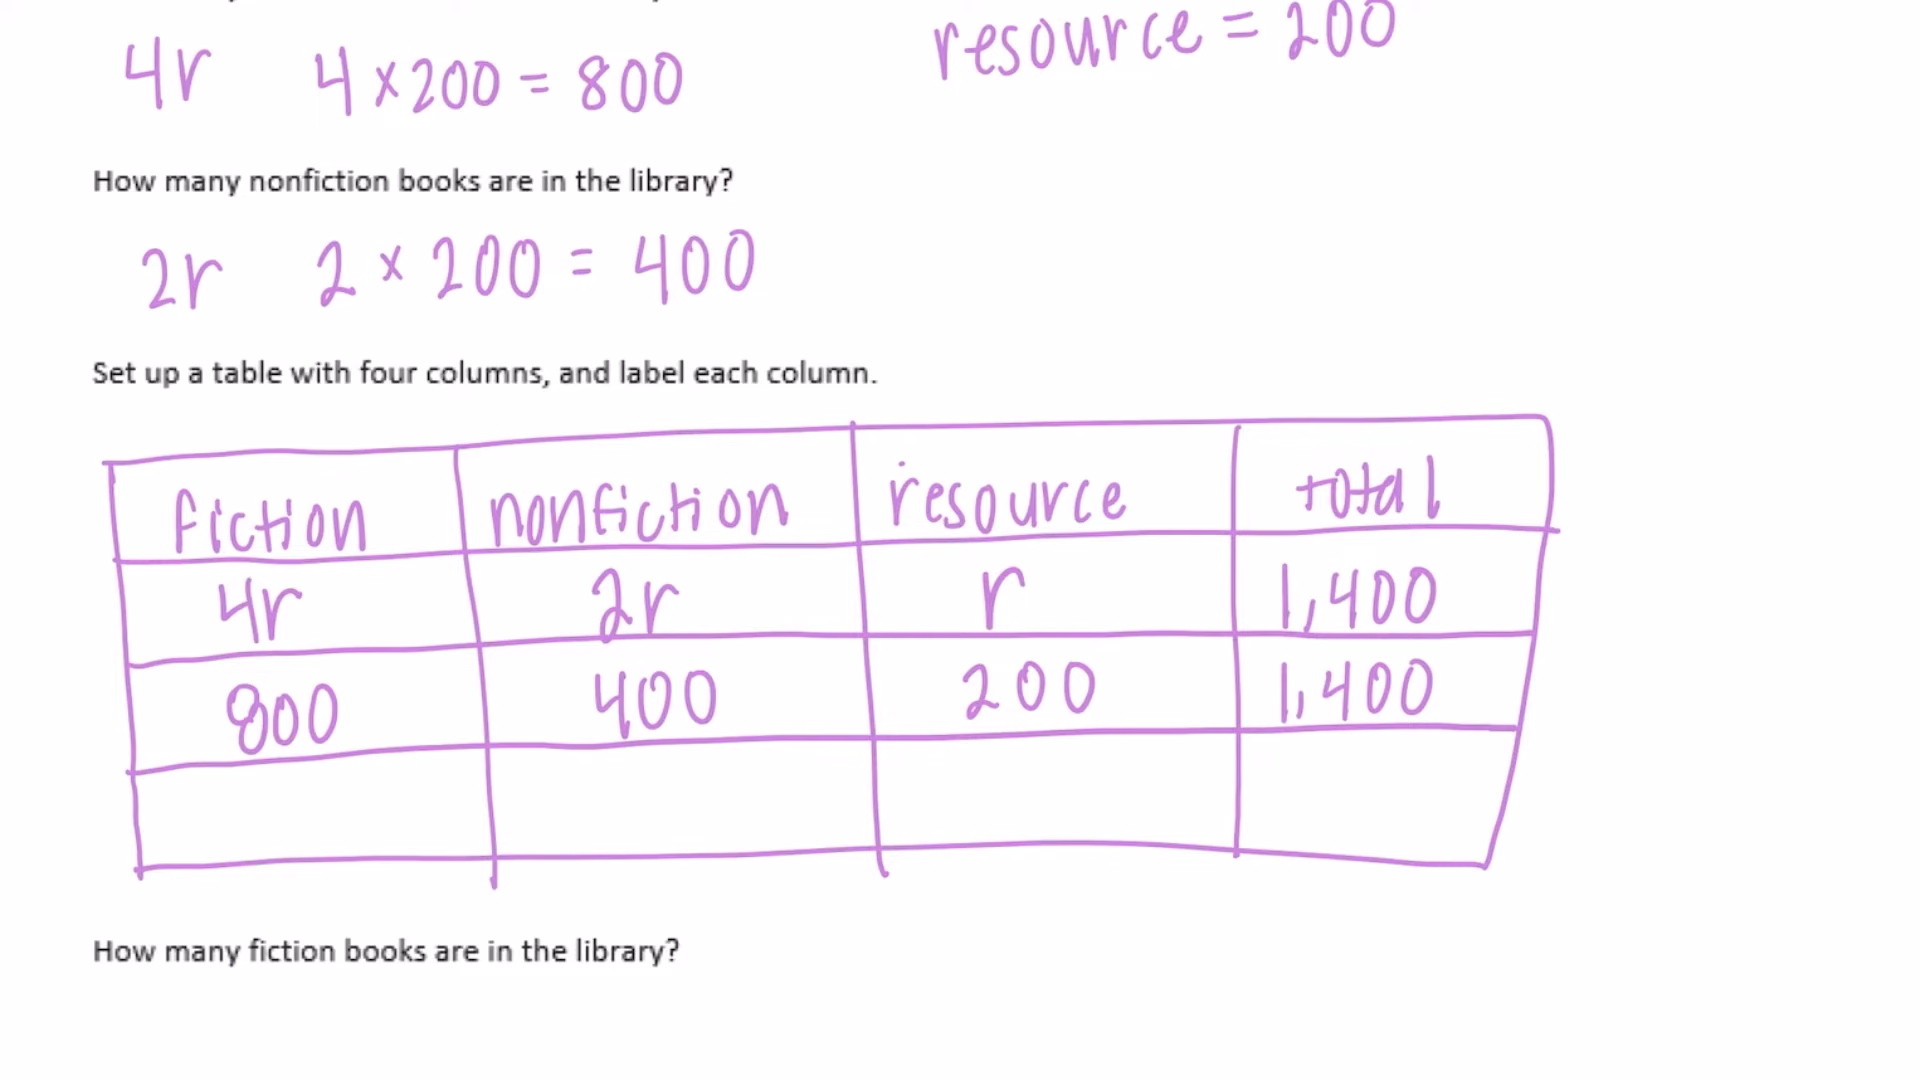 resource = 200
4r 4 × 200 = 800
How many nonfiction books are in the library?
2r 2 × 200 = 400
Set up a table with four columns, and label each column.
fiction nonfiction resource total
4r 2r r 1,400
800 400 200 1,400
How many fiction books are in the library?